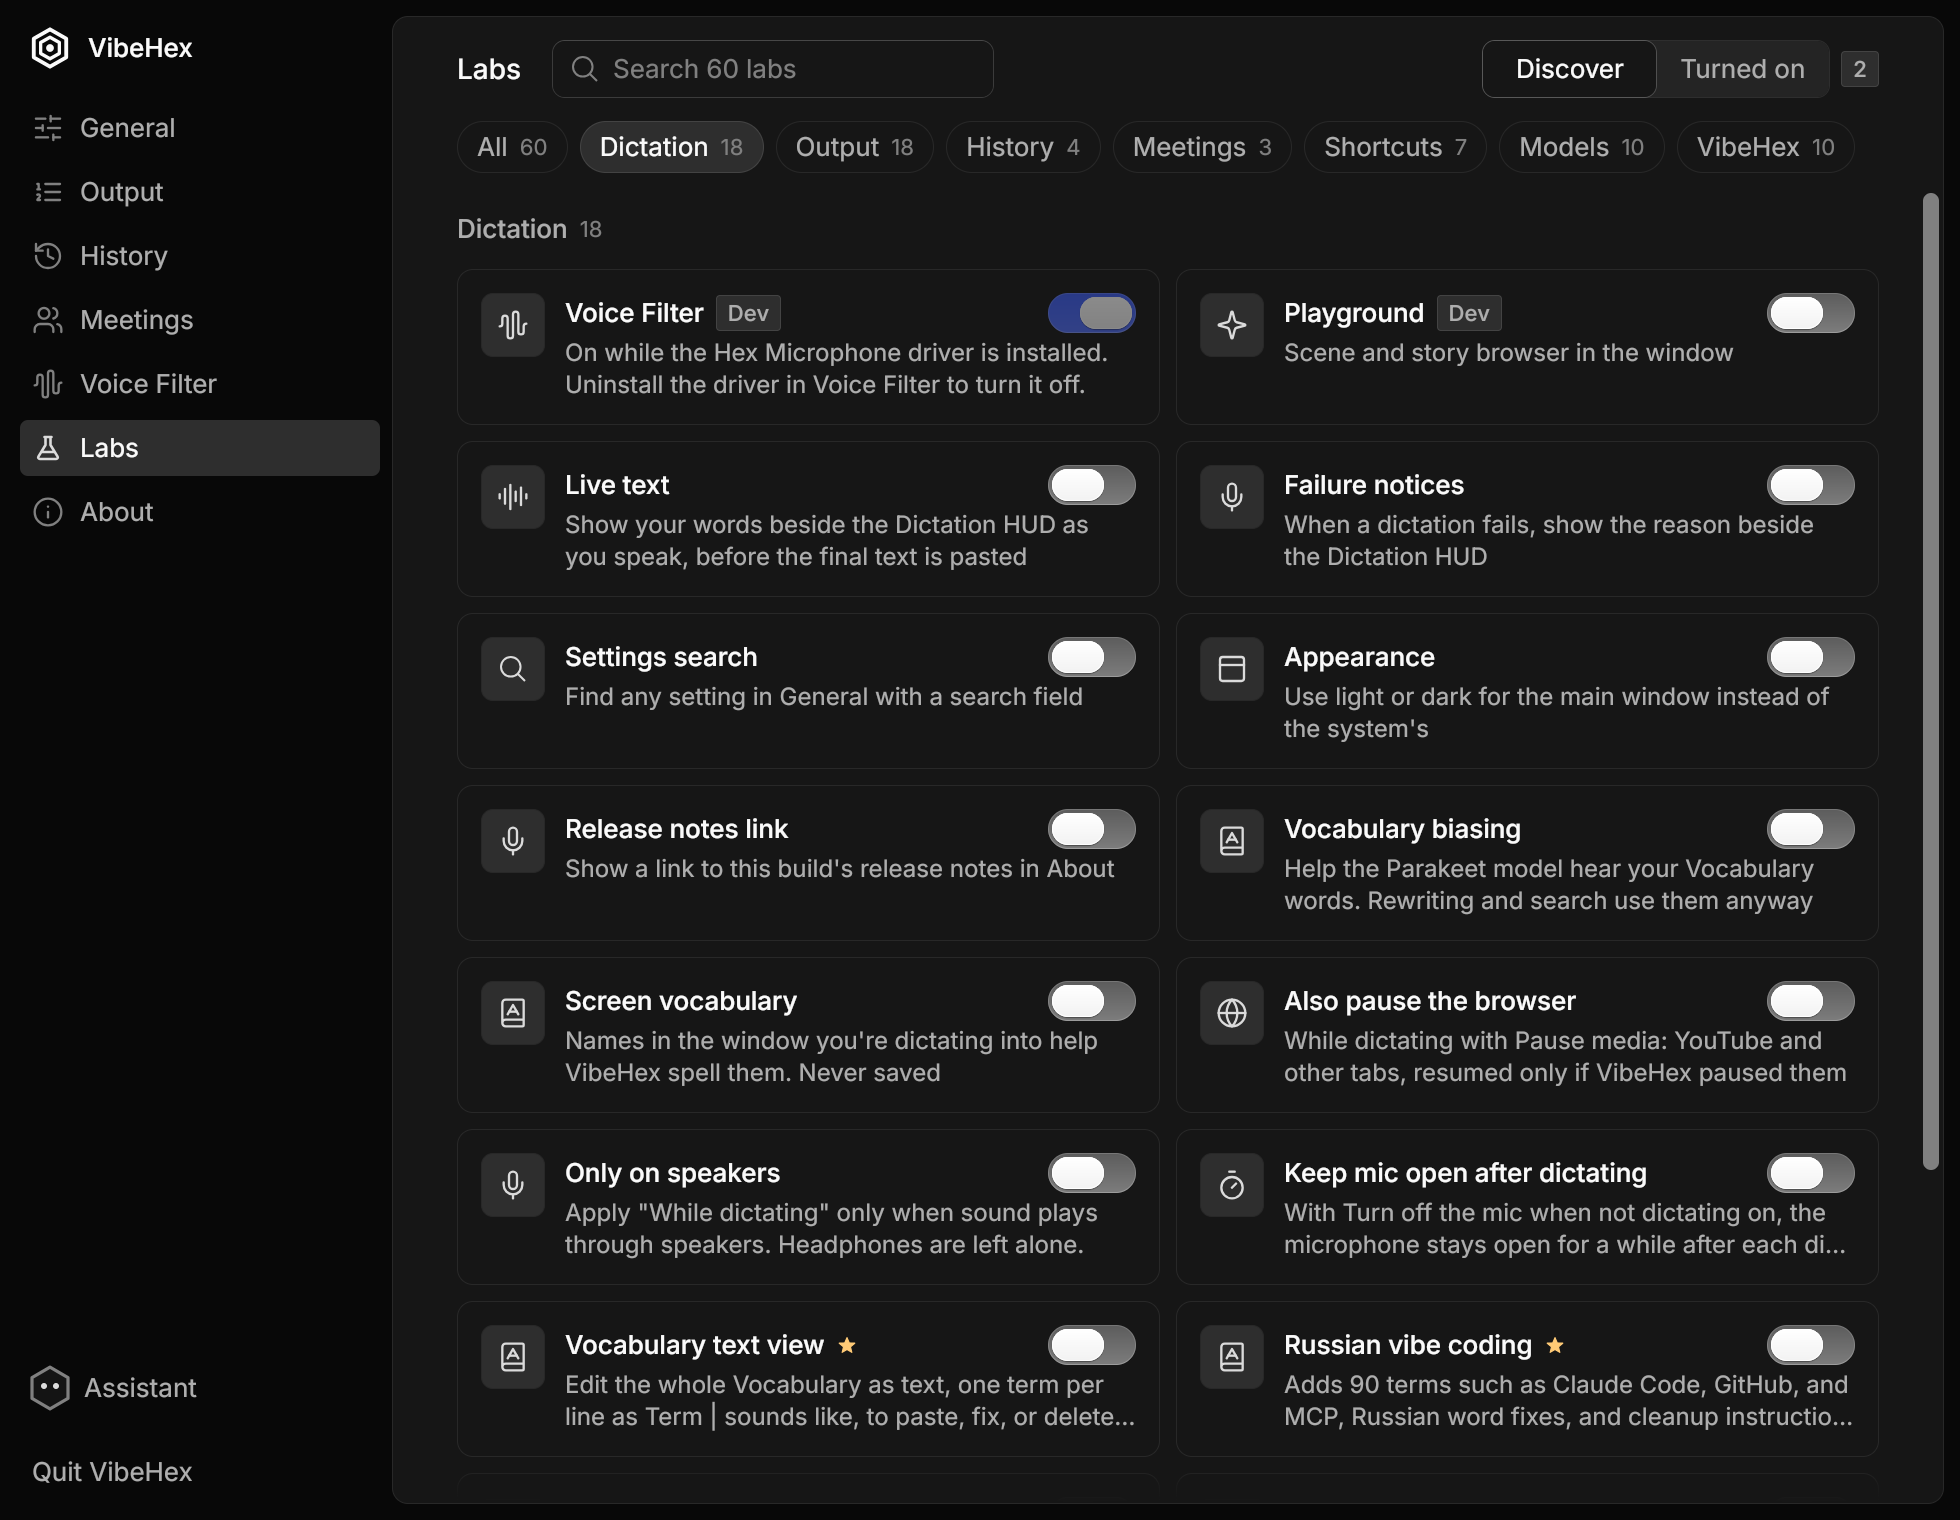 VibeHex
General
Output
History
Meetings
Voice Filter
Labs
About
Assistant
Quit VibeHex
Labs
Search 60 labs
Discover
Turned on
2
All 60
Dictation 18
Output 18
History 4
Meetings 3
Shortcuts 7
Models 10
VibeHex 10
Dictation 18
Voice Filter Dev
On while the Hex Microphone driver is installed.
Uninstall the driver in Voice Filter to turn it off.
Playground Dev
Scene and story browser in the window
Live text
Show your words beside the Dictation HUD as
you speak, before the final text is pasted
Failure notices
When a dictation fails, show the reason beside
the Dictation HUD
Settings search
Find any setting in General with a search field
Appearance
Use light or dark for the main window instead of
the system's
Release notes link
Show a link to this build's release notes in About
Vocabulary biasing
Help the Parakeet model hear your Vocabulary
words. Rewriting and search use them anyway
Screen vocabulary
Names in the window you're dictating into help
VibeHex spell them. Never saved
Also pause the browser
While dictating with Pause media: YouTube and
other tabs, resumed only if VibeHex paused them
Only on speakers
Apply "While dictating" only when sound plays
through speakers. Headphones are left alone.
Keep mic open after dictating
With Turn off the mic when not dictating on, the
microphone stays open for a while after each di...
Vocabulary text view
Edit the whole Vocabulary as text, one term per
line as Term | sounds like, to paste, fix, or delete...
Russian vibe coding
Adds 90 terms such as Claude Code, GitHub, and
MCP, Russian word fixes, and cleanup instructio...